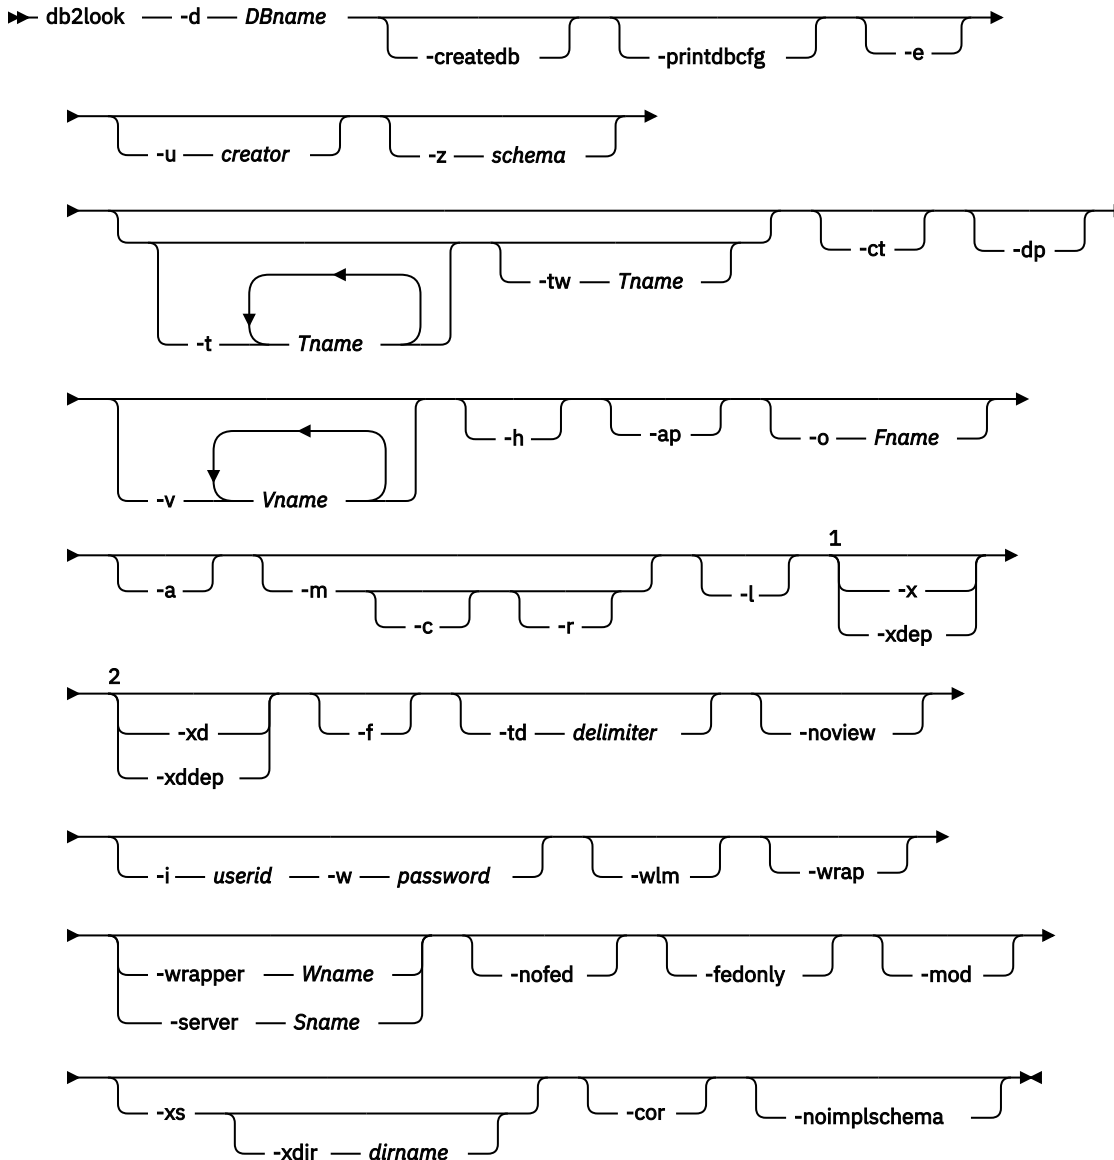 db2look -d DBname
-createdb -printdbcfg -e
-u creator -z schema
-ct -dp
-tw Tname
-t Tname
-h -ap -o Fname
-v Vname
1
-a -m -l -x
-c -r -xdep
2
-xd -f -td delimiter -noview
-xddep
-i userid -w password -wlm -wrap
-wrapper Wname -nofed -fedonly -mod
-server Sname
-xs -cor -noimplschema
-xdir dirname